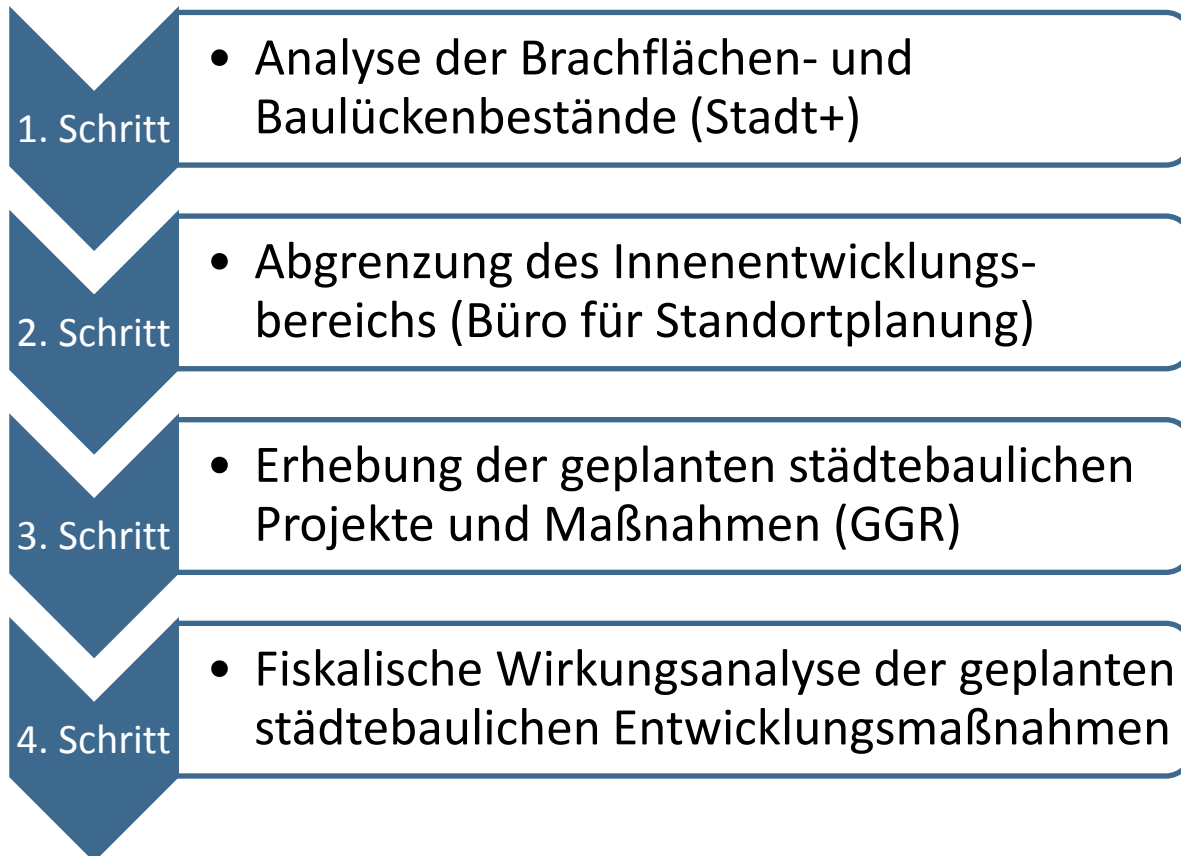 1. Schritt
• Analyse der Brachflächen- und
Baulückenbestände (Stadt+)
2. Schritt
• Abgrenzung des Innenentwicklungs-
bereichs (Büro für Standortplanung)
3. Schritt
• Erhebung der geplanten städtebaulichen
Projekte und Maßnahmen (GGR)
4. Schritt
• Fiskalische Wirkungsanalyse der geplanten
städtebaulichen Entwicklungsmaßnahmen